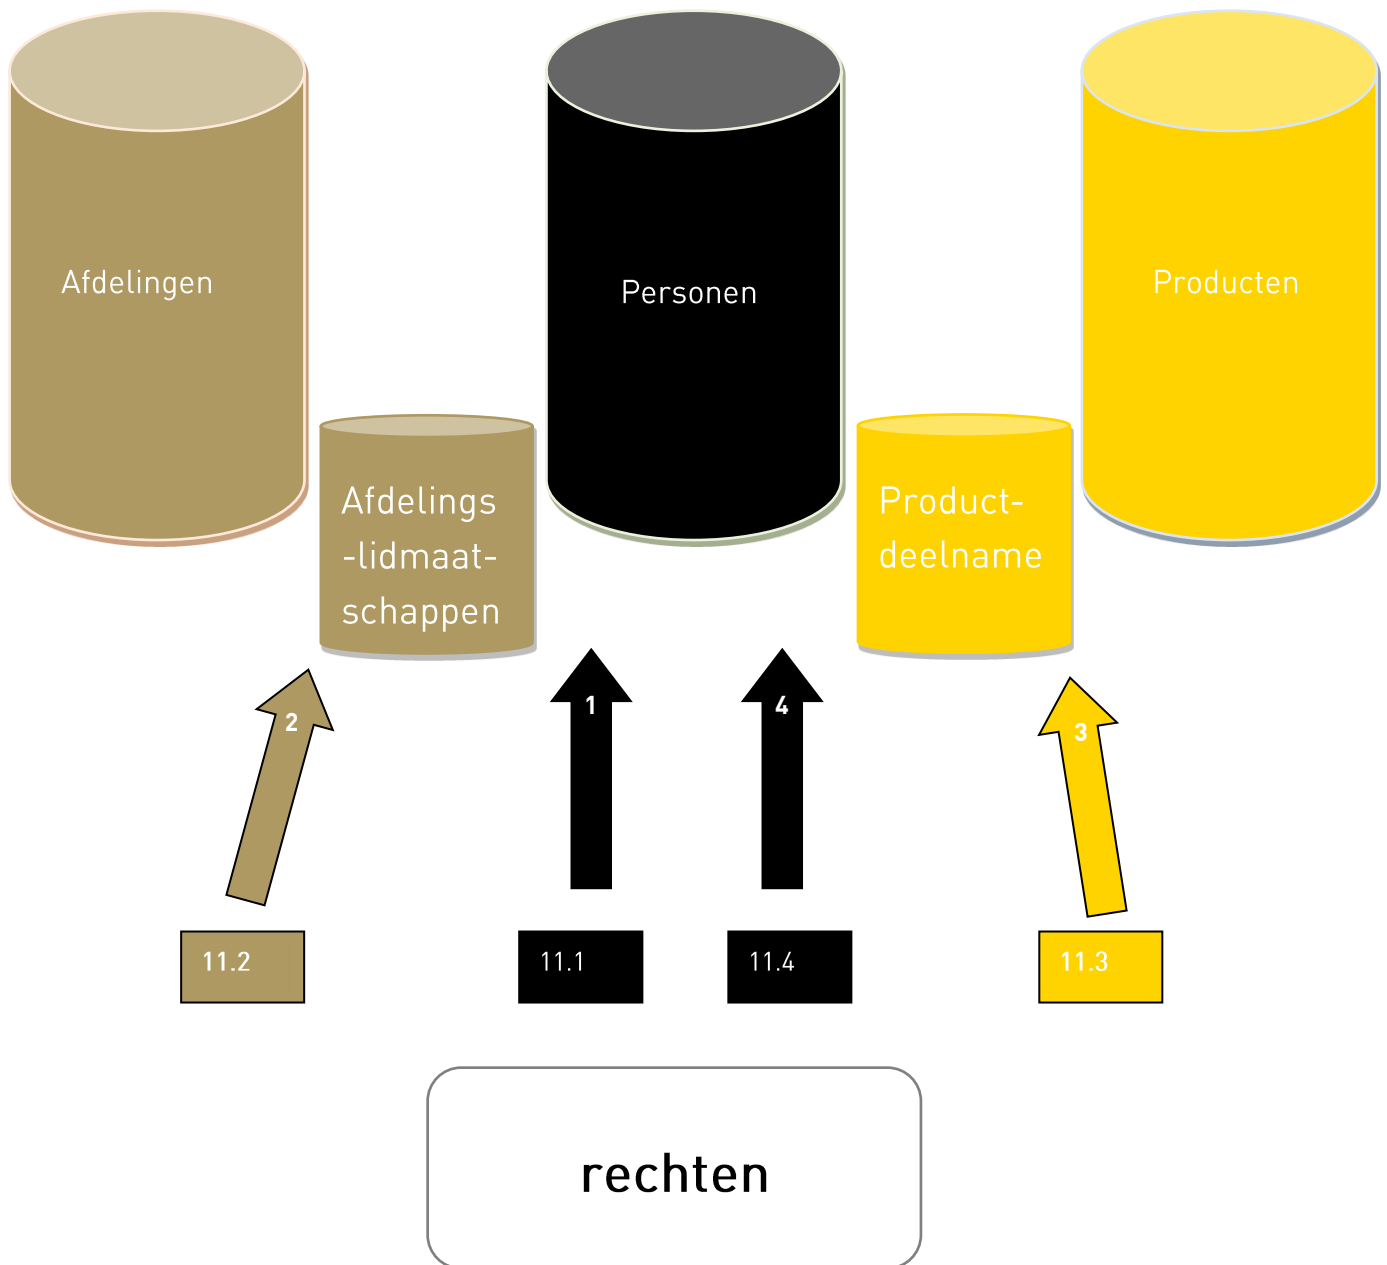 Afdelingen
Personen
Producten
Afdelings
-lidmaat-
schappen
Product-
deelname
2
1
4
3
11.2
11.1
11.4
11.3
rechten